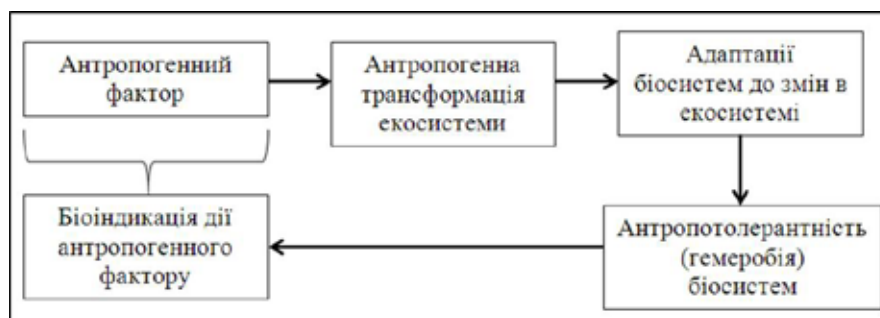 Антропогенний
фактор
Антропогенна
трансформація
екосистеми
Адаптації
біосистем до змін в
екосистемі
Біоіндикація дії
антропогенного
фактору
Антропотолерантність
(гемеробія)
біосистем